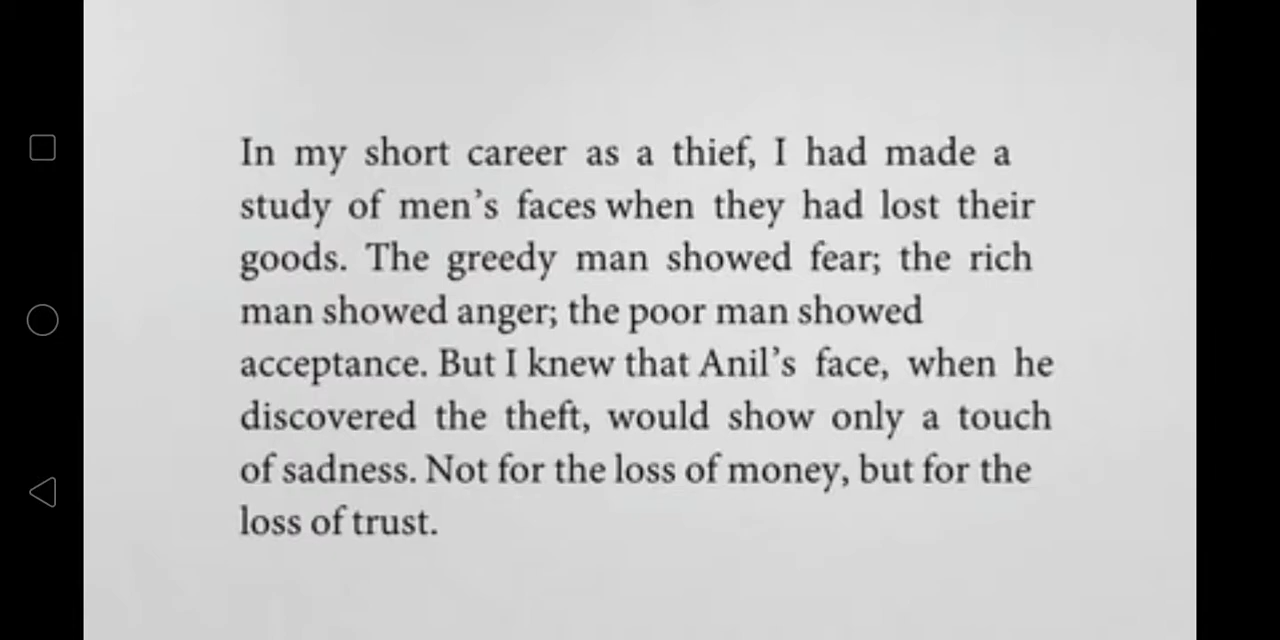 In my short career as a thief, I had made a
study of men’s faces when they had lost their
goods. The greedy man showed fear; the rich
man showed anger; the poor man showed
acceptance. But I knew that Anil’s face, when he
discovered the theft, would show only a touch
of sadness. Not for the loss of money, but for the
loss of trust.